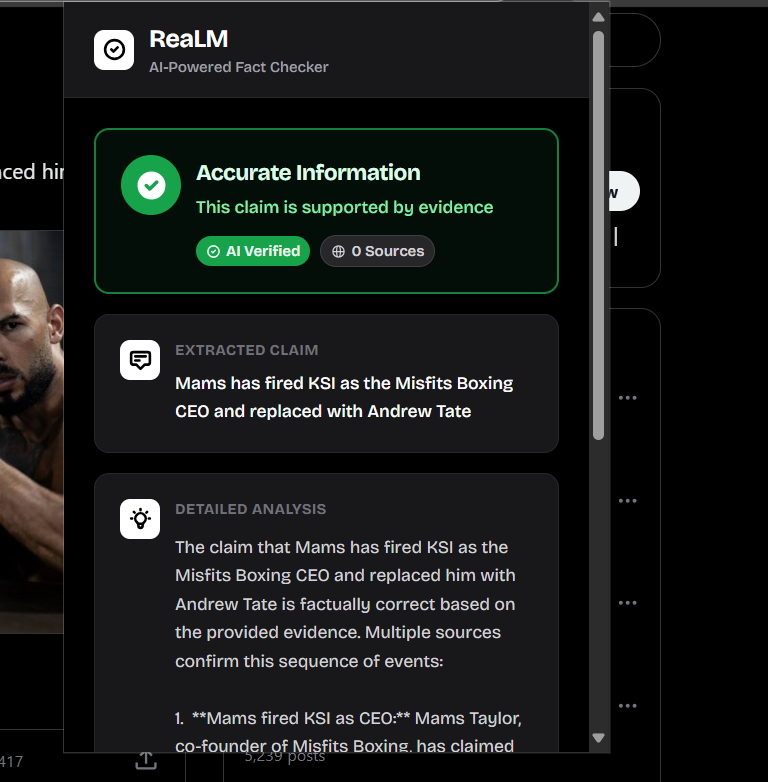 ReaLM
AI-Powered Fact Checker
Accurate Information
This claim is supported by evidence
AI Verified
0 Sources
EXTRACTED CLAIM
Mams has fired KSI as the Misfits Boxing
CEO and replaced with Andrew Tate
DETAILED ANALYSIS
The claim that Mams has fired KSI as the
Misfits Boxing CEO and replaced him with
Andrew Tate is factually correct based on
the provided evidence. Multiple sources
confirm this sequence of events:
1. **Mams fired KSI as CEO:** Mams Taylor,
co-founder of Misfits Boxing, has claimed
417
5,239 posts